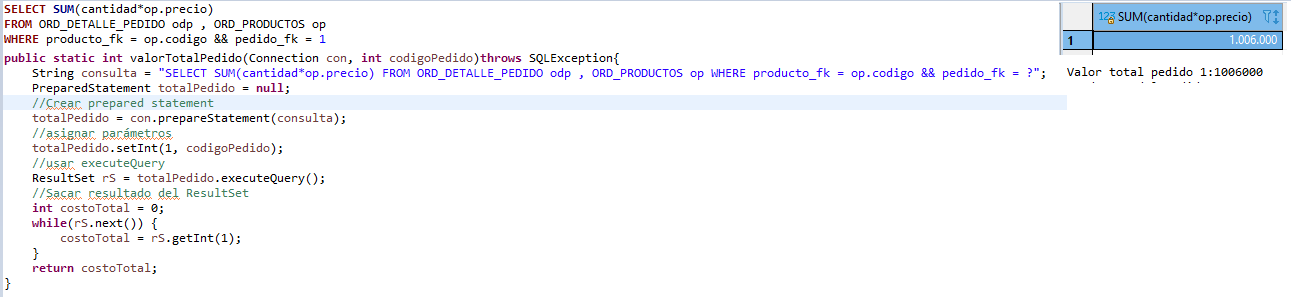 SELECT SUM(cantidad*op.precio)
FROM ORD_DETALLE_PEDIDO odp , ORD_PRODUCTOS op
WHERE producto_fk = op.codigo && pedido_fk = 1
public static int valorTotalPedido(Connection con, int codigoPedido)throws SQLException{
String consulta = "SELECT SUM(cantidad*op.precio) FROM ORD_DETALLE_PEDIDO odp , ORD_PRODUCTOS op WHERE producto_fk = op.codigo && pedido_fk = ?";
PreparedStatement totalPedido = null;
//Crear prepared statement
totalPedido = con.prepareStatement(consulta);
//asignar parámetros
totalPedido.setInt(1, codigoPedido);
//usar executeQuery
ResultSet rS = totalPedido.executeQuery();
//Sacar resultado del ResultSet
int costoTotal = 0;
while(rS.next()) {
costoTotal = rS.getInt(1);
}
return costoTotal;
}
123 SUM(cantidad*op.precio)
1 1.006.000
Valor total pedido 1:1006000